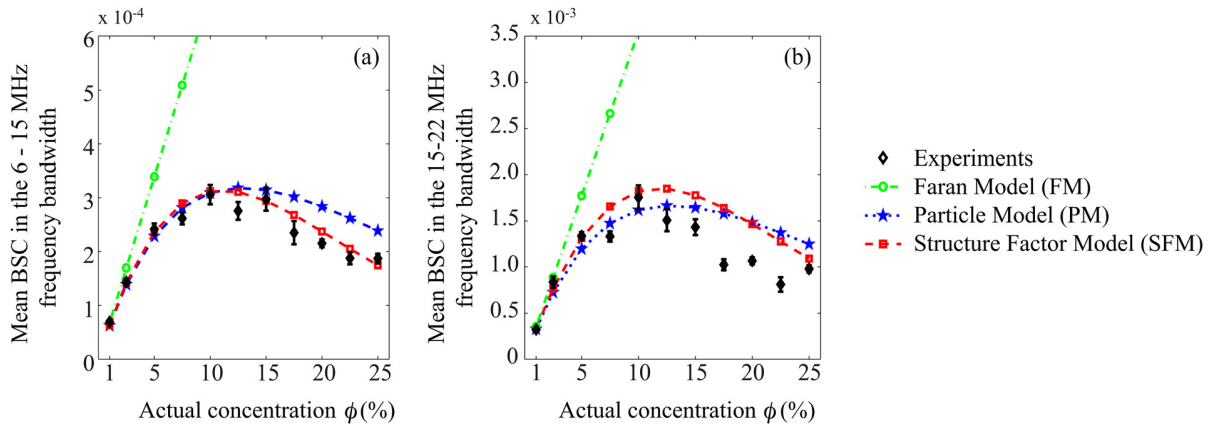 x 10⁻⁴
6
5
4
3
2
1
0
Mean BSC in the 6 - 15 MHz
frequency bandwidth
(a)
1 5 10 15 20 25
Actual concentration ϕ(%)
x 10⁻³
3.5
3.0
2.5
2.0
1.5
1.0
0.5
0
Mean BSC in the 15-22 MHz
frequency bandwidth
(b)
1 5 10 15 20 25
Actual concentration ϕ(%)
Experiments
Faran Model (FM)
Particle Model (PM)
Structure Factor Model (SFM)